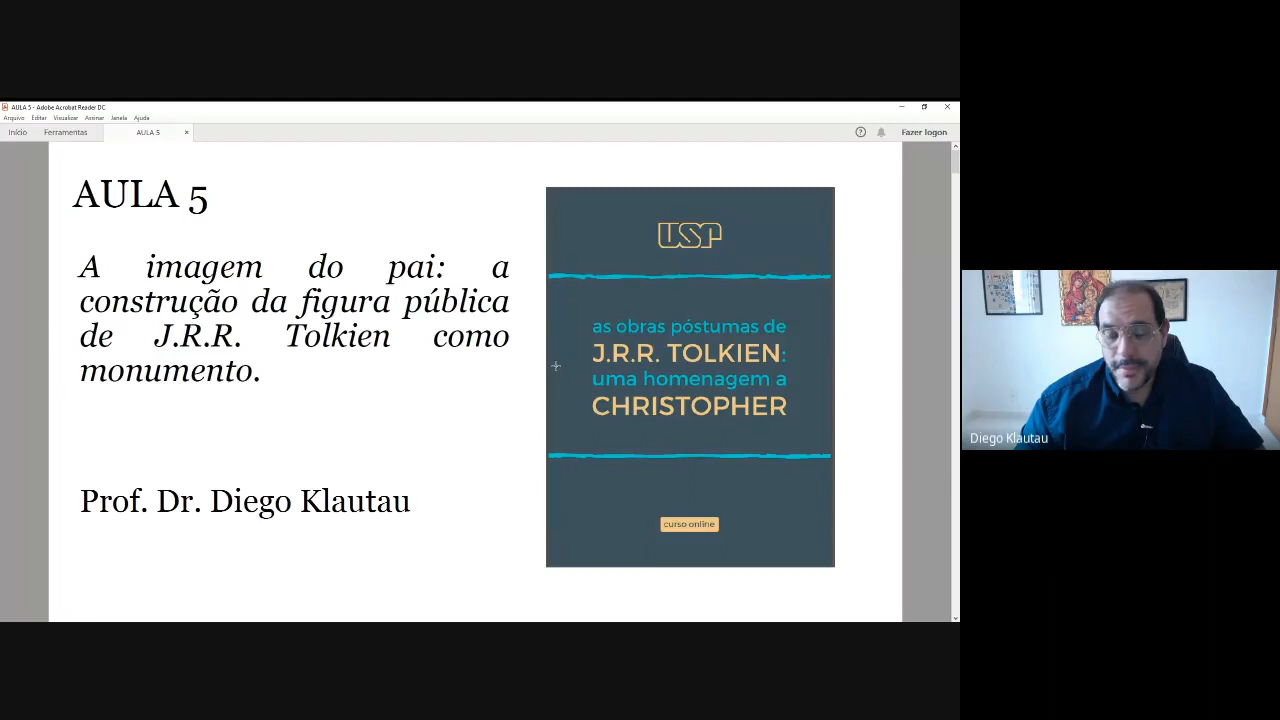 AULA 5 - Adobe Acrobat Reader DC
Arquivo Editar Visualizar Assinar Janela Ajuda
Início Ferramentas AULA 5 × Fazer logon
AULA 5
A imagem do pai: a
construção da figura pública
de J.R.R. Tolkien como
monumento.
Prof. Dr. Diego Klautau
USP
as obras póstumas de
J.R.R. TOLKIEN:
uma homenagem a
CHRISTOPHER
curso online
Diego Klautau